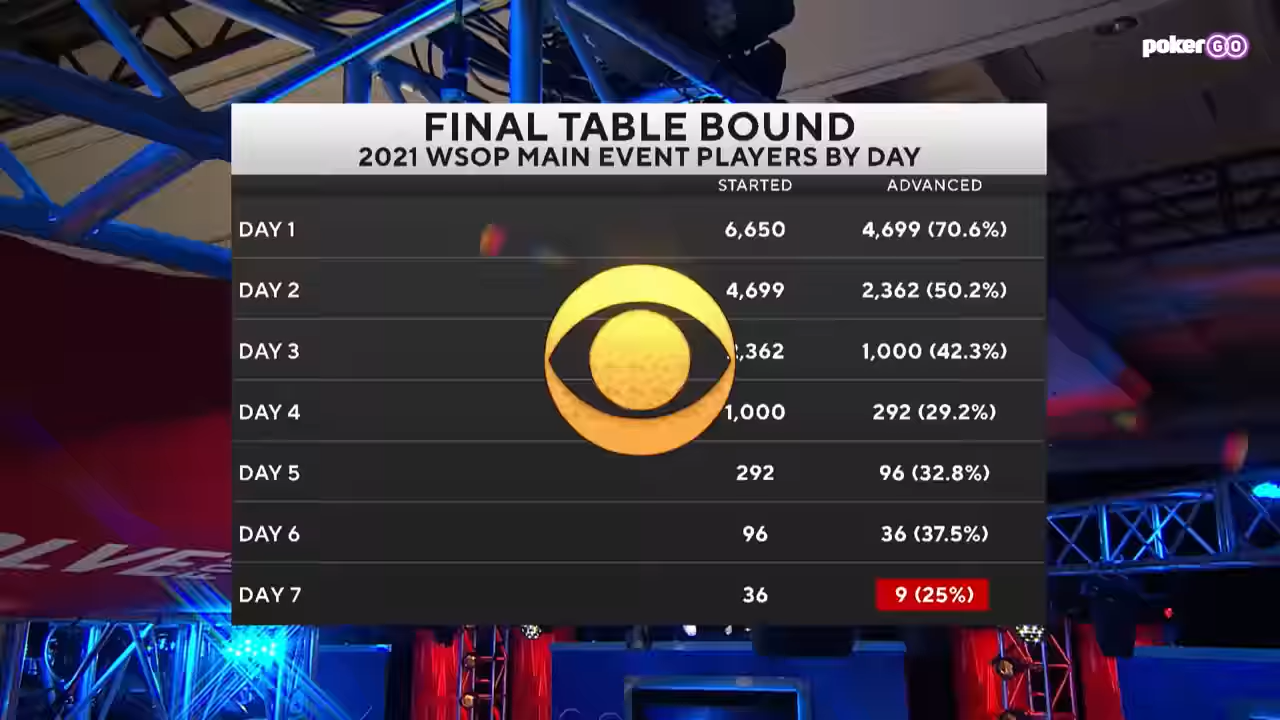 pokerGO
FINAL TABLE BOUND
2021 WSOP MAIN EVENT PLAYERS BY DAY
STARTED ADVANCED
DAY 1 6,650 4,699 (70.6%)
DAY 2 4,699 2,362 (50.2%)
DAY 3 ,362 1,000 (42.3%)
DAY 4 1,000 292 (29.2%)
DAY 5 292 96 (32.8%)
DAY 6 96 36 (37.5%)
DAY 7 36 9 (25%)